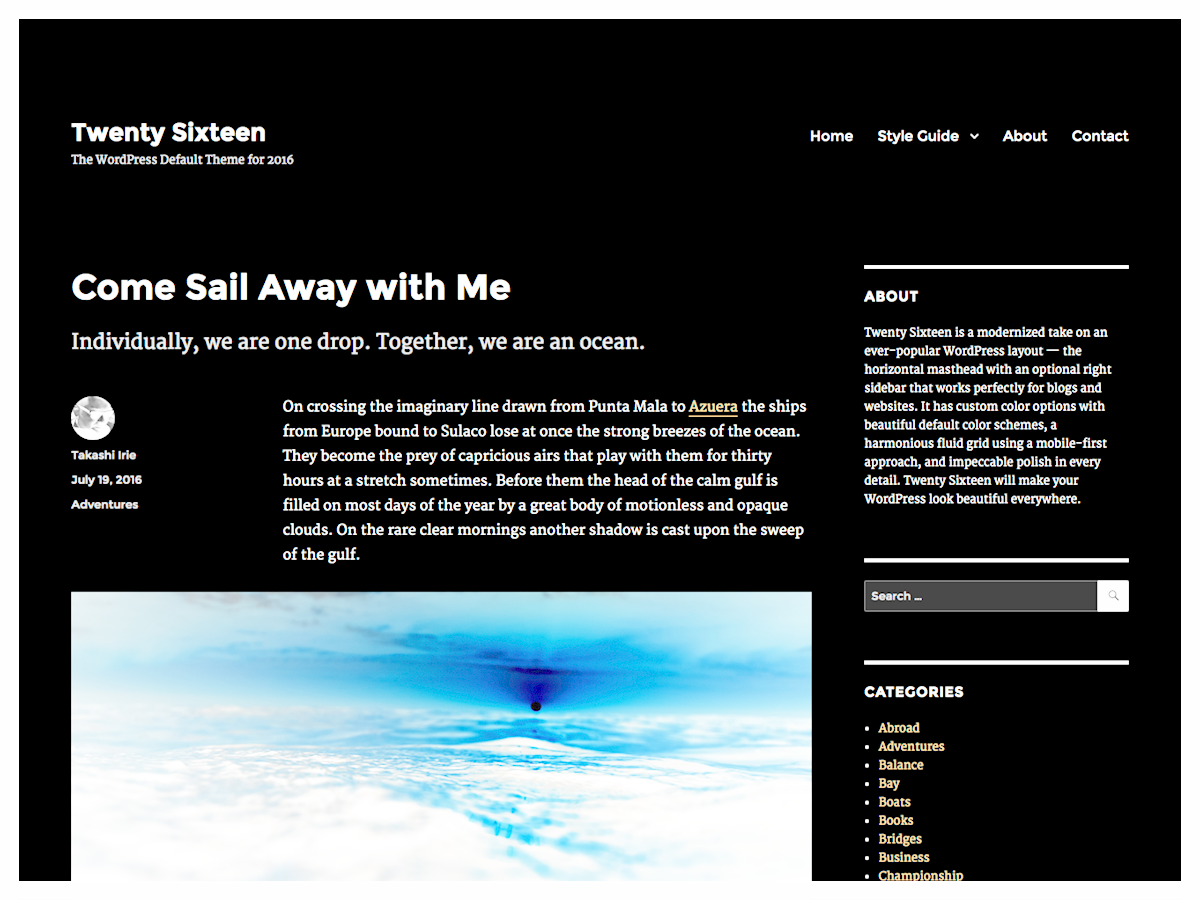 Twenty Sixteen
The WordPress Default Theme for 2016
Home Style Guide About Contact
Come Sail Away with Me
Individually, we are one drop. Together, we are an ocean.
Takashi Irie
July 19, 2016
Adventures
On crossing the imaginary line drawn from Punta Mala to Azuera the ships
from Europe bound to Sulaco lose at once the strong breezes of the ocean.
They become the prey of capricious airs that play with them for thirty
hours at a stretch sometimes. Before them the head of the calm gulf is
filled on most days of the year by a great body of motionless and opaque
clouds. On the rare clear mornings another shadow is cast upon the sweep
of the gulf.
ABOUT
Twenty Sixteen is a modernized take on an
ever-popular WordPress layout — the
horizontal masthead with an optional right
sidebar that works perfectly for blogs and
websites. It has custom color options with
beautiful default color schemes, a
harmonious fluid grid using a mobile-first
approach, and impeccable polish in every
detail. Twenty Sixteen will make your
WordPress look beautiful everywhere.
Search …
CATEGORIES
Abroad
Adventures
Balance
Bay
Boats
Books
Bridges
Business
Championship